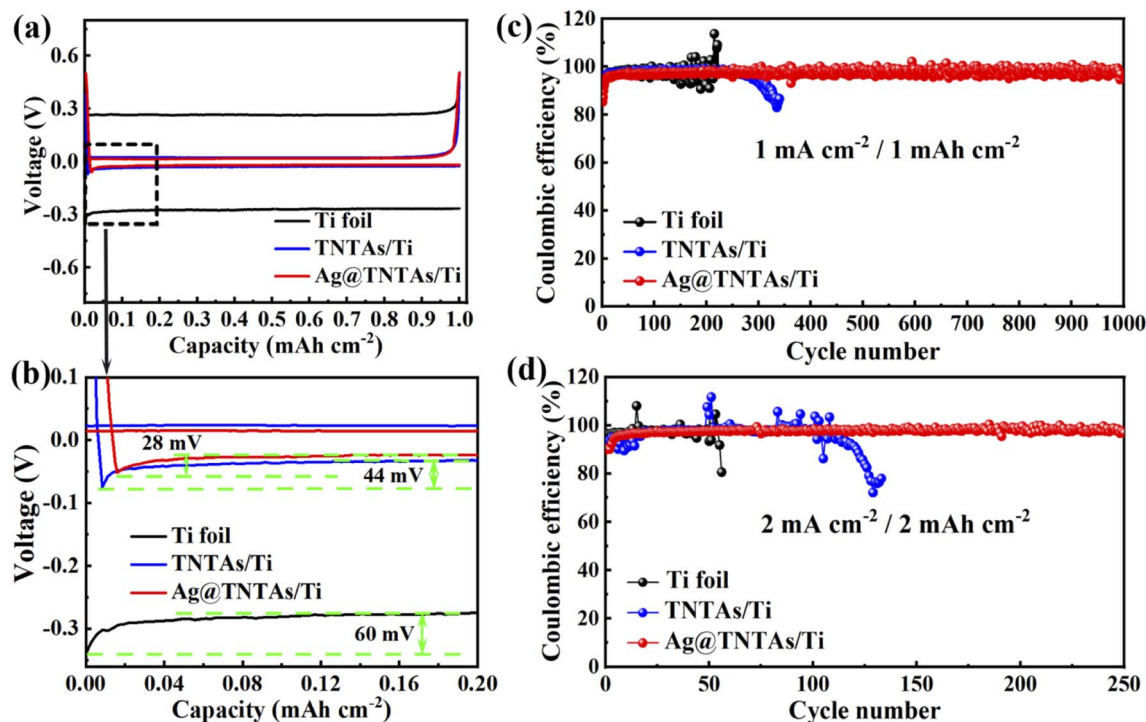 (a)
0.6
0.3
0.0
-0.3
-0.6
Voltage (V)
Ti foil
TNTAs/Ti
Ag@TNTAs/Ti
0.0 0.1 0.2 0.3 0.4 0.5 0.6 0.7 0.8 0.9 1.0
Capacity (mAh cm⁻²)
(b)
0.1
0.0
-0.1
-0.2
-0.3
Voltage (V)
28 mV
44 mV
Ti foil
TNTAs/Ti
Ag@TNTAs/Ti
60 mV
0.00 0.04 0.08 0.12 0.16 0.20
Capacity (mAh cm⁻²)
(c)
120
100
80
60
40
20
0
Coulombic efficiency (%)
1 mA cm⁻² / 1 mAh cm⁻²
Ti foil
TNTAs/Ti
Ag@TNTAs/Ti
0 100 200 300 400 500 600 700 800 900 1000
Cycle number
(d)
120
100
80
60
40
20
0
Coulombic efficiency (%)
2 mA cm⁻² / 2 mAh cm⁻²
Ti foil
TNTAs/Ti
Ag@TNTAs/Ti
0 50 100 150 200 250
Cycle number